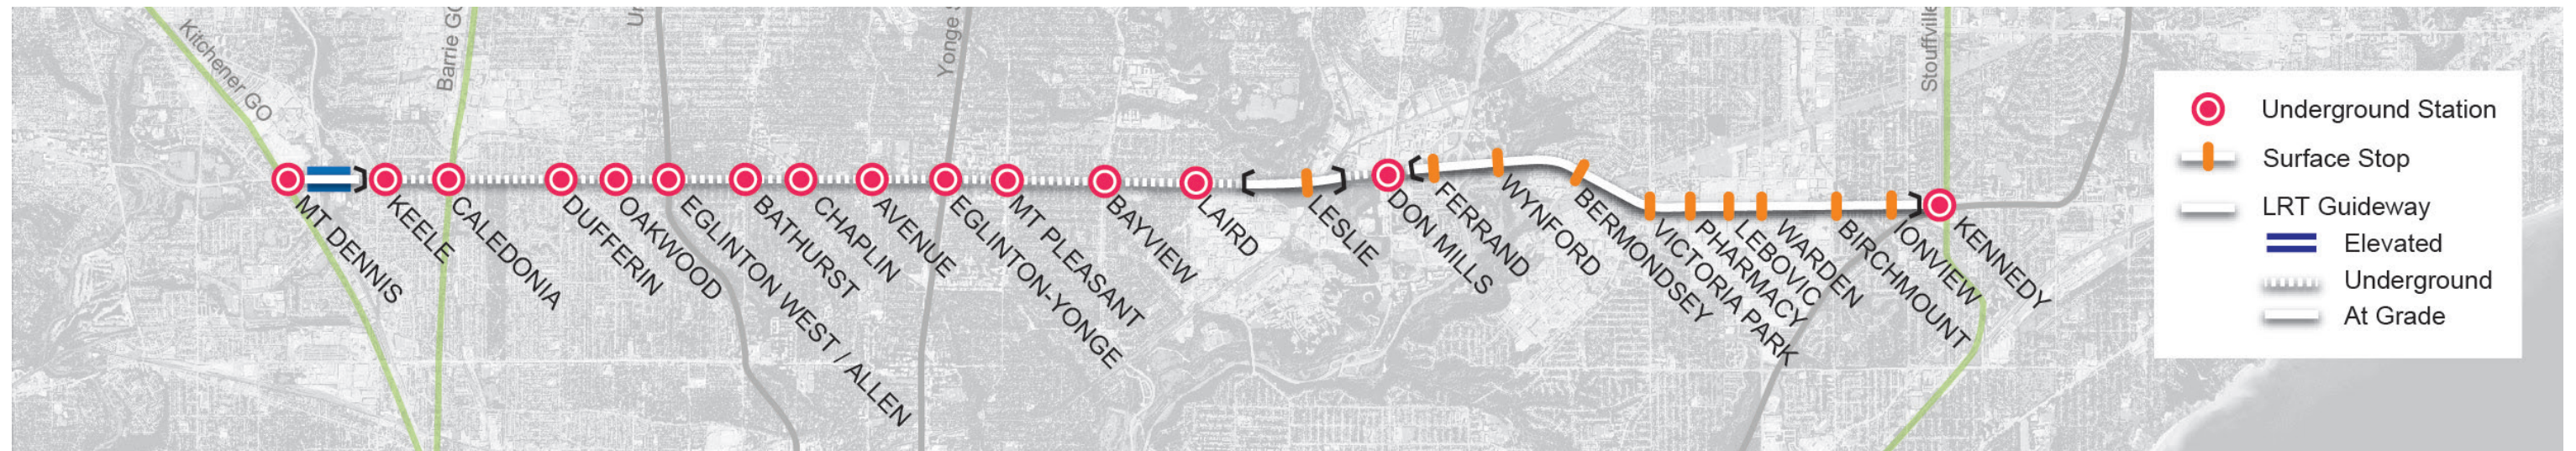 Kitchener GO
Barrie GO
Yonge
Stouffville
MT DENNIS
KEELE
CALEDONIA
DUFFERIN
OAKWOOD
EGLINTON WEST / ALLEN
BATHURST
CHAPLIN
AVENUE
EGLINTON-YONGE
MT PLEASANT
BAYVIEW
LAIRD
LESLIE
DON MILLS
FERRAND
WYNFORD
BERMONDSEY
VICTORIA PARK
PHARMACY
LEBOVIC
WARDEN
BIRCHMOUNT
IONVIEW
KENNEDY
Underground Station
Surface Stop
LRT Guideway
Elevated
Underground
At Grade